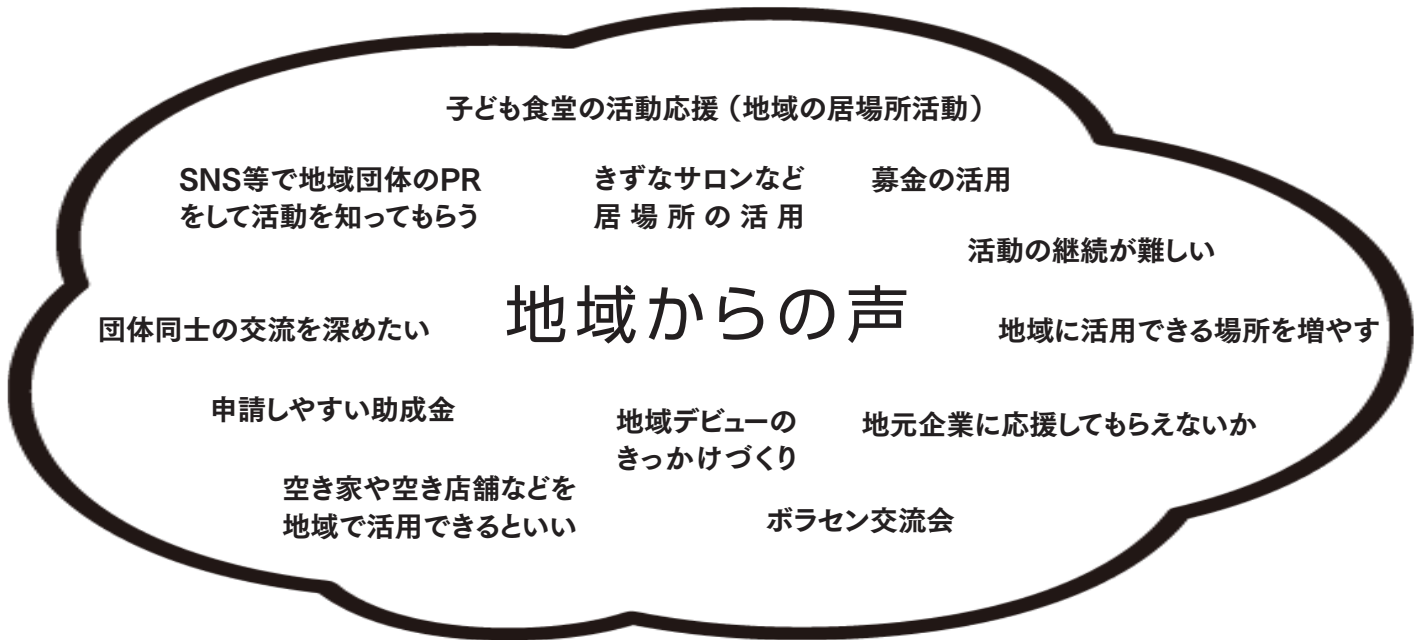 子ども食堂の活動応援（地域の居場所活動）
SNS等で地域団体のPR
をして活動を知ってもらう
きずなサロンなど
居場所の活用
募金の活用
活動の継続が難しい
地域からの声
団体同士の交流を深めたい
地域に活用できる場所を増やす
申請しやすい助成金
地域デビューの
きっかけづくり
地元企業に応援してもらえないか
空き家や空き店舗などを
地域で活用できるといい
ボラセン交流会